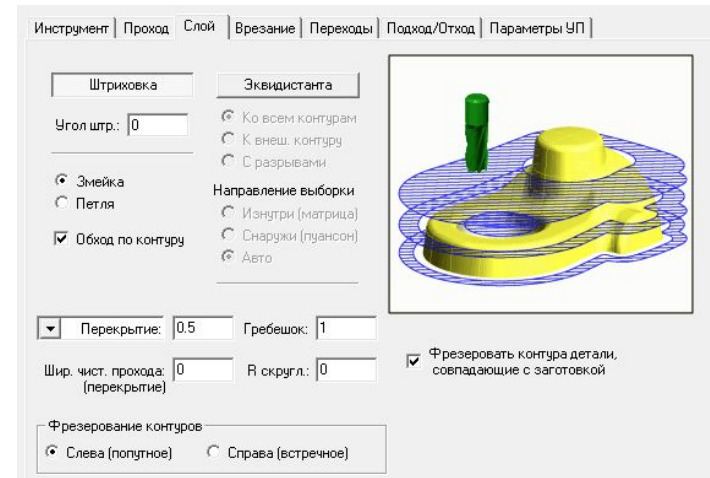 Инструмент Проход Слой Врезание Переходы Подход/Отход Параметры УП
Штриховка
Эквидистанта
Угол штр.: 0
Ко всем контурам
К внеш. контуру
С разрывами
Змейка
Петля
Обход по контуру
Направление выборки
Изнутри (матрица)
Снаружи (пуансон)
Авто
Перекрытие: 0.5
Гребешок: 1
Шир. чист. прохода: 0
(перекрытие)
R скругл.: 0
Фрезеровать контура детали,
совпадающие с заготовкой
Фрезерование контуров
Слева (попутное)
Справа (встречное)